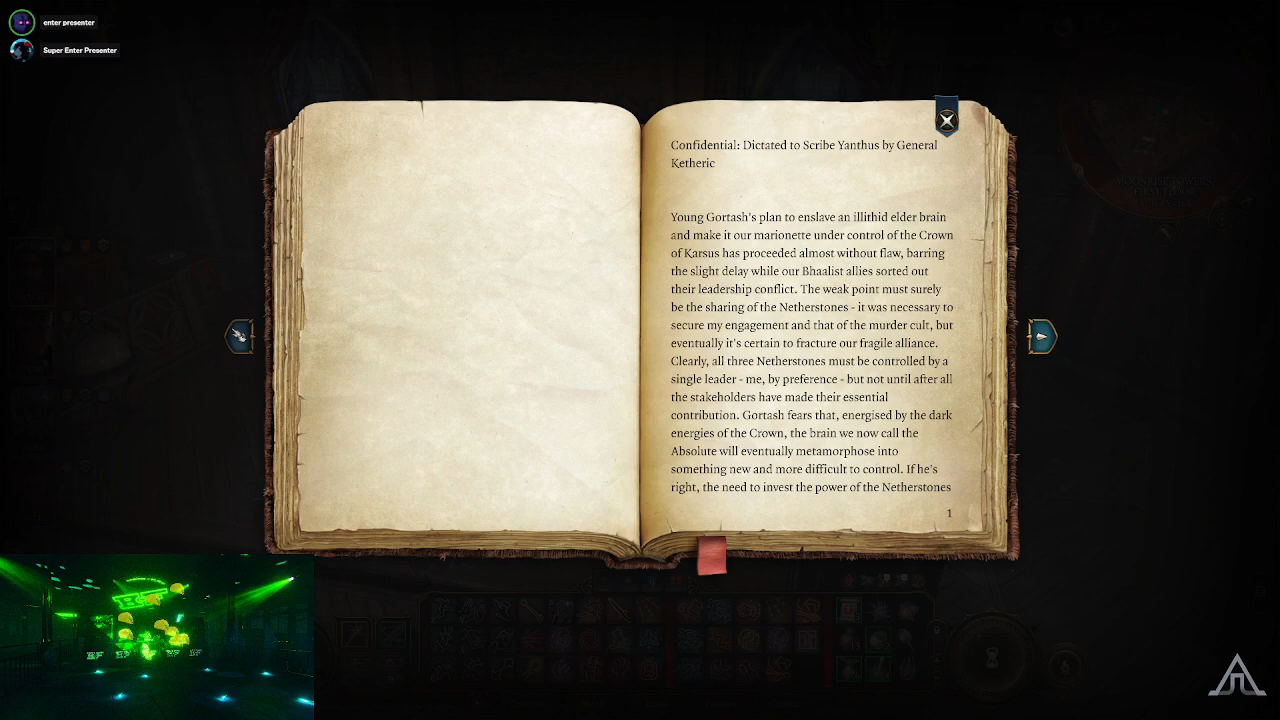 enter presenter
Super Enter Presenter
Confidential: Dictated to Scribe Yanthus by General
Ketheric
Young Gortash's plan to enslave an illithid elder brain
and make it our marionette under control of the Crown
of Karsus has proceeded almost without flaw, barring
the slight delay while our Bhaalist allies sorted out
their leadership conflict. The weak point must surely
be the sharing of the Netherstones - it was necessary to
secure my engagement and that of the murder cult, but
eventually it's certain to fracture our fragile alliance.
Clearly, all three Netherstones must be controlled by a
single leader - me, by preference - but not until after all
the stakeholders have made their essential
contribution. Gortash fears that, energised by the dark
energies of the Crown, the brain we now call the
Absolute will eventually metamorphose into
something new and more difficult to control. If he's
right, the need to invest the power of the Netherstones
1